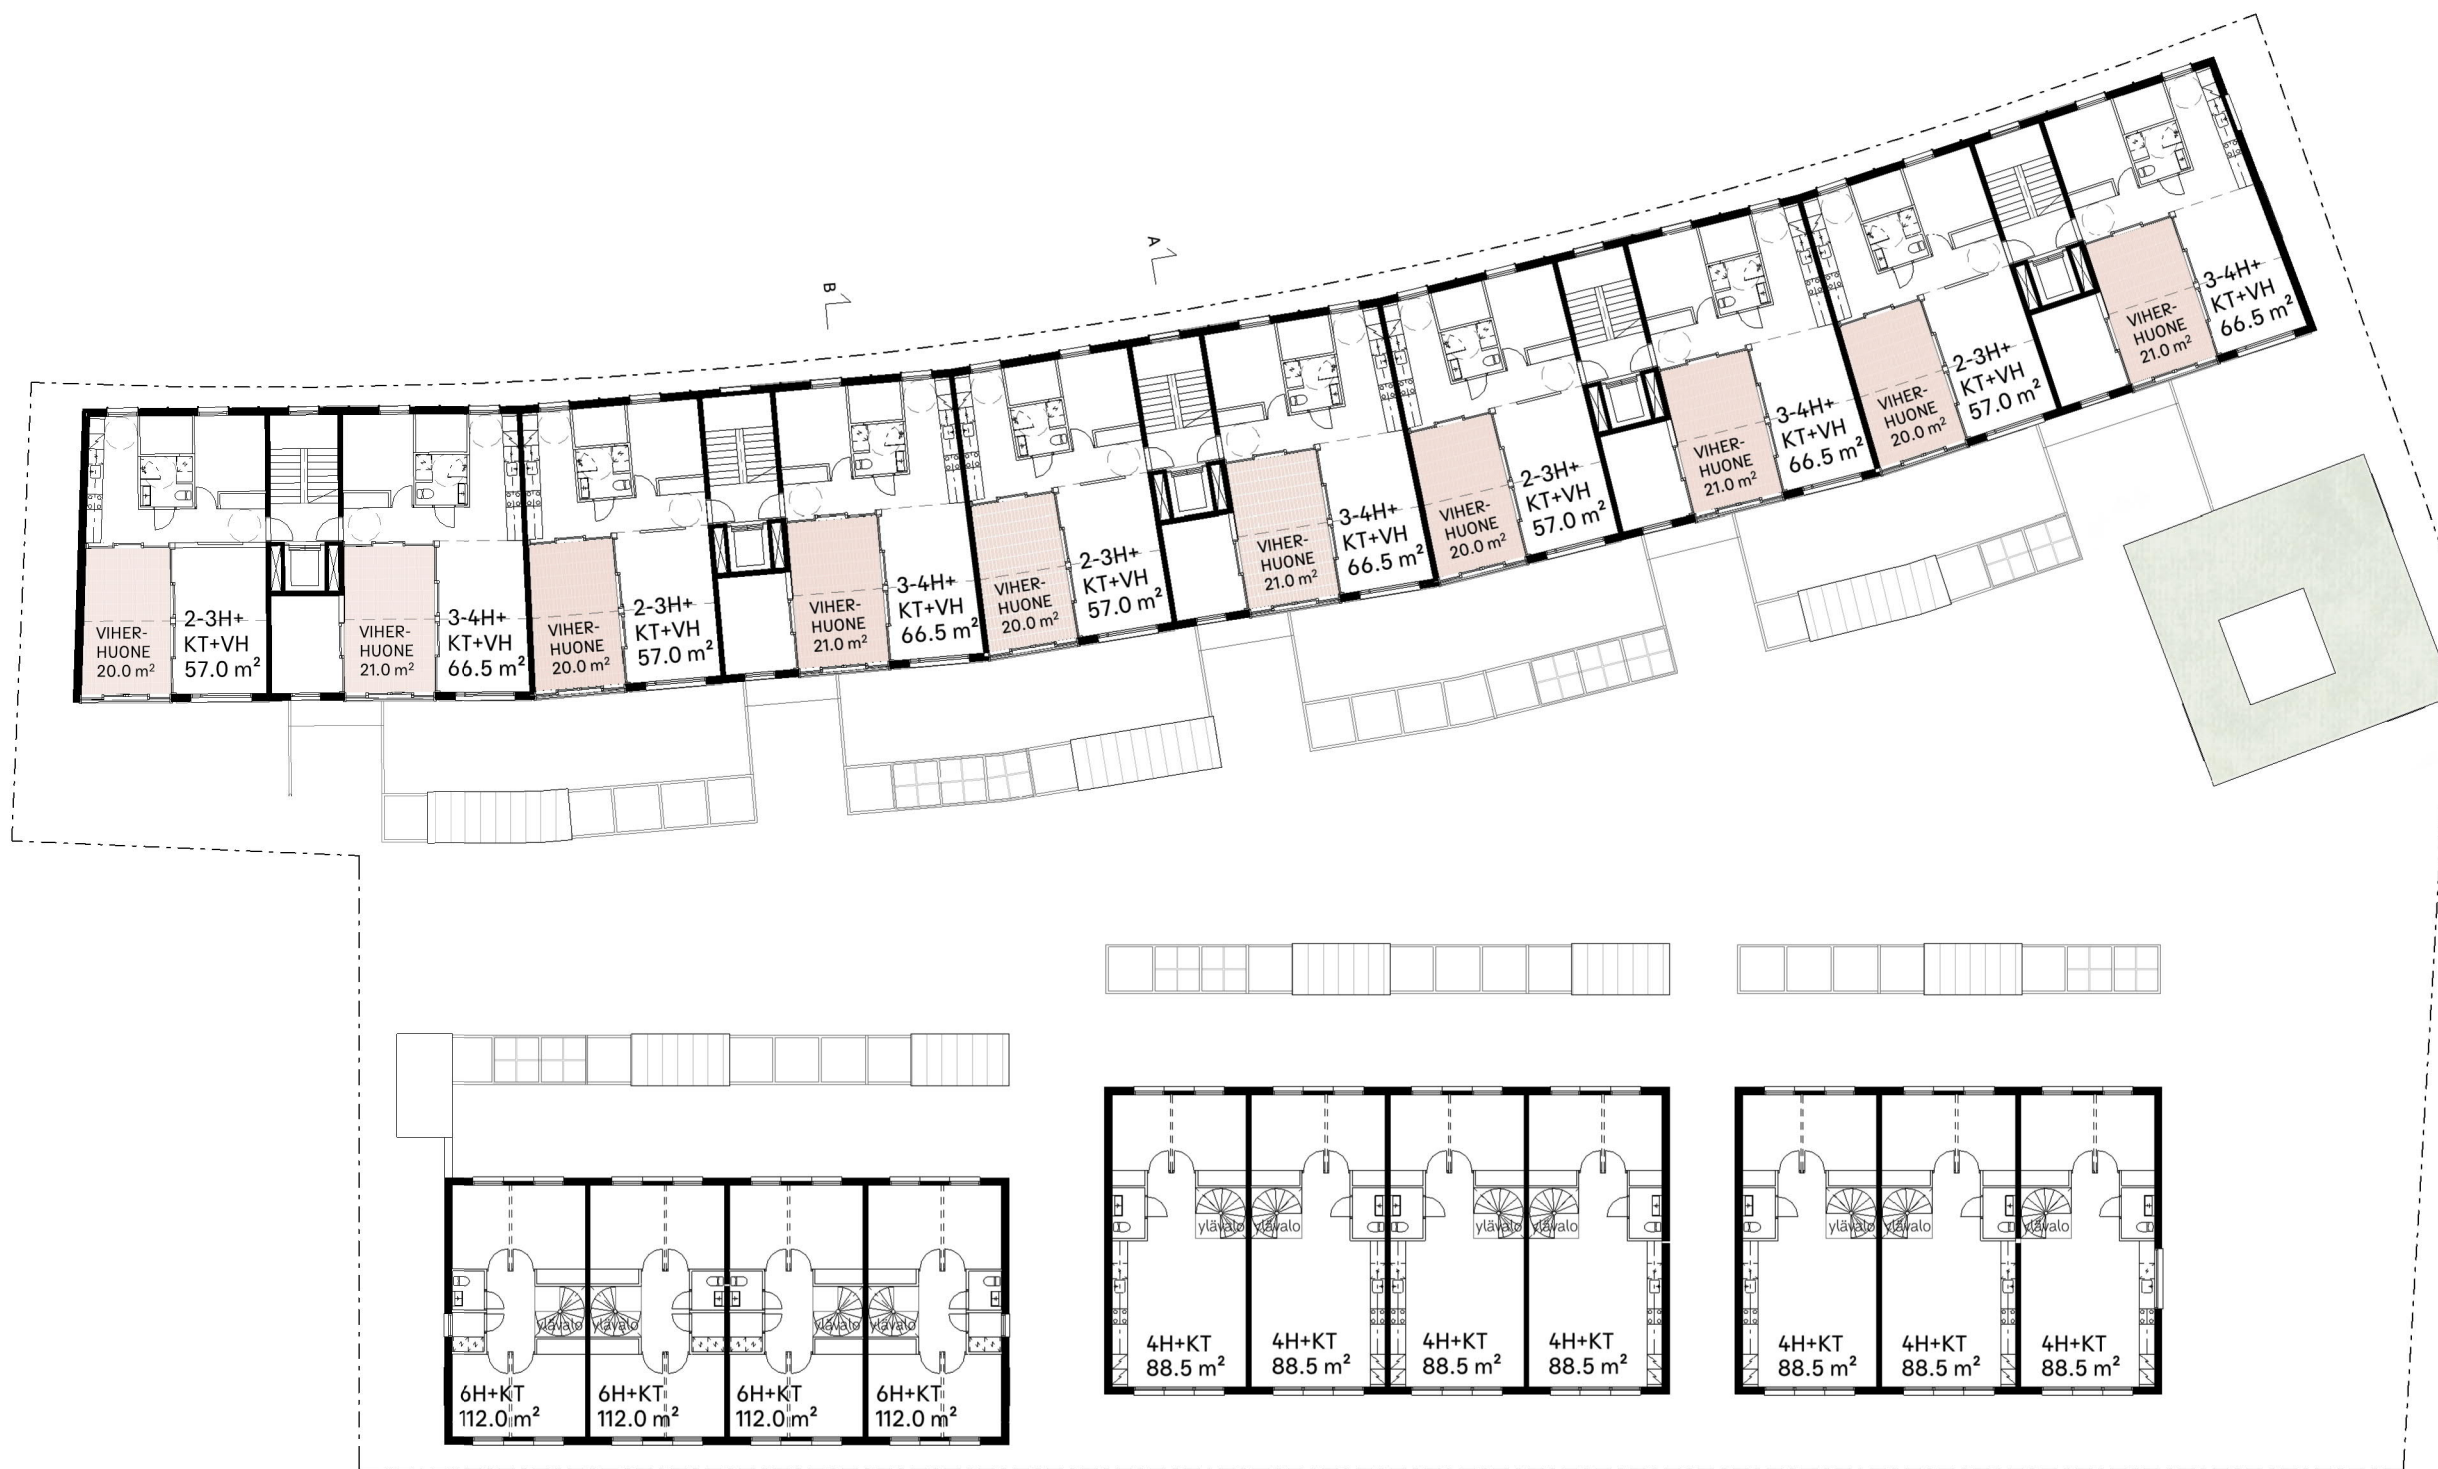 B
A
VIHER-
HUONE
20.0 m²
2-3H+
KT+VH
57.0 m²
VIHER-
HUONE
21.0 m²
3-4H+
KT+VH
66.5 m²
VIHER-
HUONE
20.0 m²
2-3H+
KT+VH
57.0 m²
VIHER-
HUONE
21.0 m²
3-4H+
KT+VH
66.5 m²
VIHER-
HUONE
20.0 m²
2-3H+
KT+VH
57.0 m²
VIHER-
HUONE
21.0 m²
3-4H+
KT+VH
66.5 m²
VIHER-
HUONE
20.0 m²
2-3H+
KT+VH
57.0 m²
VIHER-
HUONE
21.0 m²
3-4H+
KT+VH
66.5 m²
VIHER-
HUONE
20.0 m²
2-3H+
KT+VH
57.0 m²
VIHER-
HUONE
21.0 m²
3-4H+
KT+VH
66.5 m²
ylävalo
ylävalo
ylävalo
ylävalo
6H+KT
112.0 m²
6H+KT
112.0 m²
6H+KT
112.0 m²
6H+KT
112.0 m²
ylävalo
ylävalo
ylävalo
ylävalo
4H+KT
88.5 m²
4H+KT
88.5 m²
4H+KT
88.5 m²
4H+KT
88.5 m²
ylävalo
ylävalo
ylävalo
4H+KT
88.5 m²
4H+KT
88.5 m²
4H+KT
88.5 m²